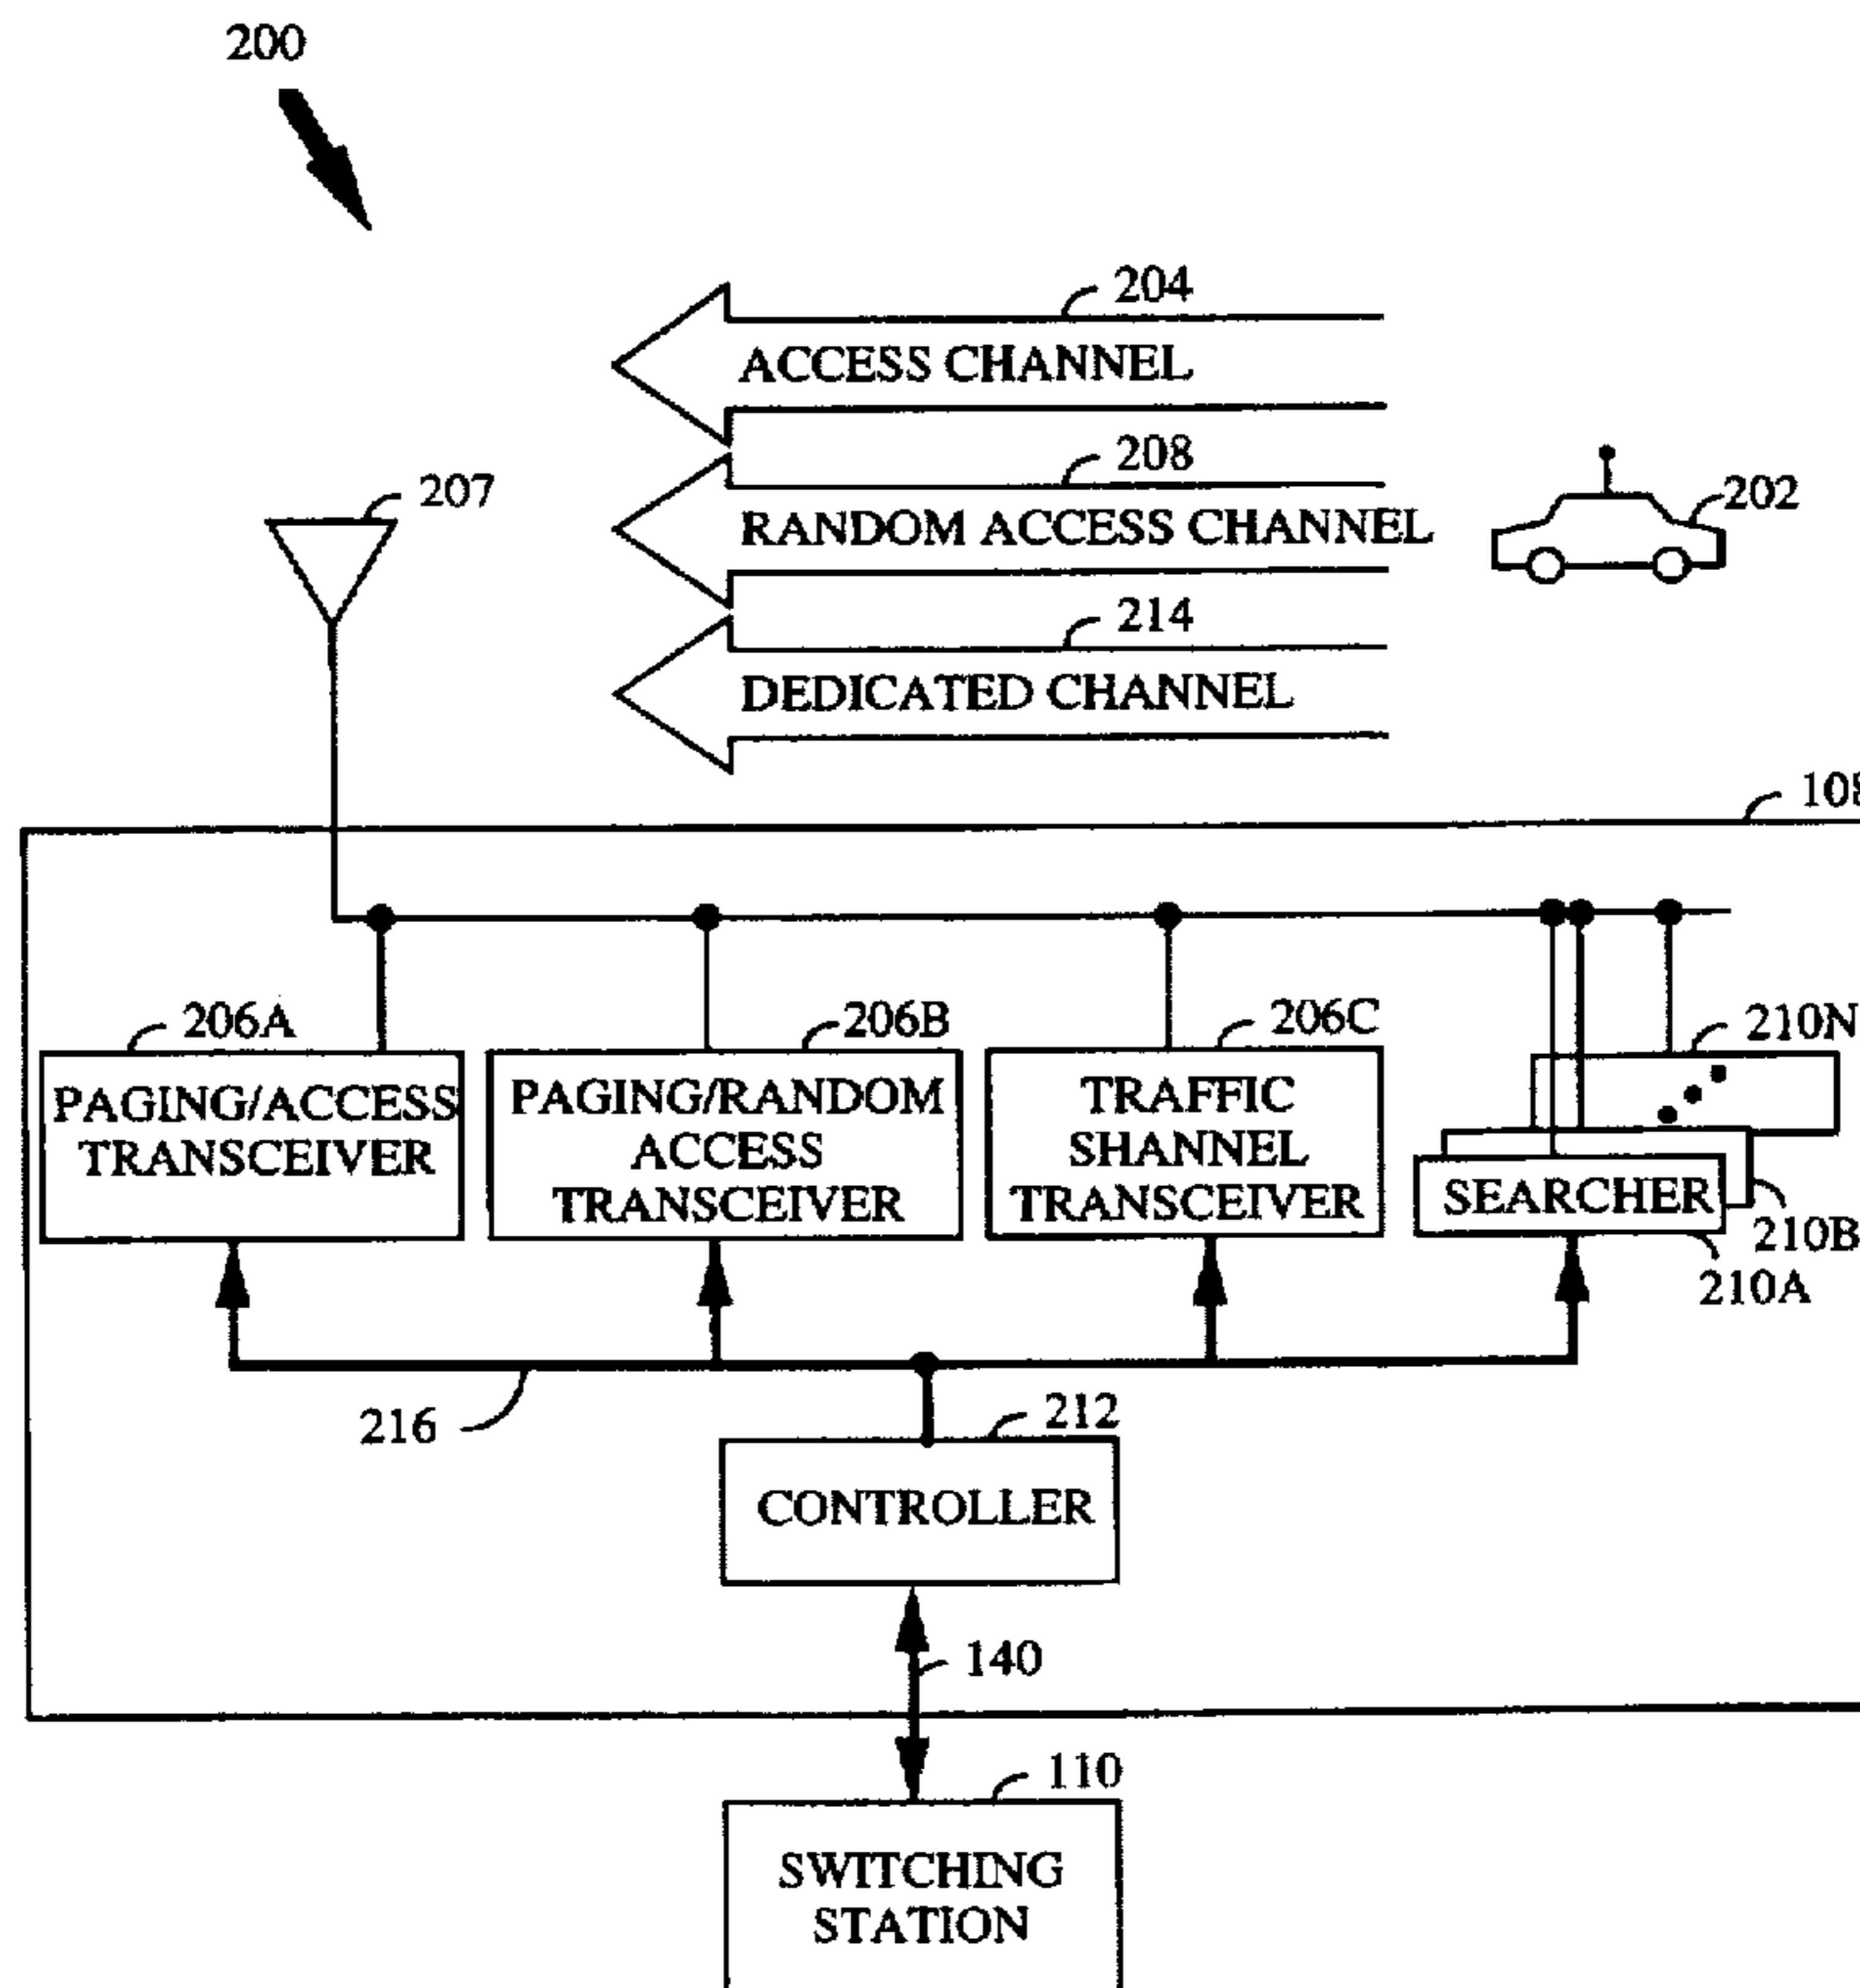 200
204
ACCESS CHANNEL
208
RANDOM ACCESS CHANNEL
202
207
214
DEDICATED CHANNEL
108
206A
PAGING/ACCESS
TRANSCEIVER
206B
PAGING/RANDOM
ACCESS
TRANSCEIVER
206C
TRAFFIC
SHANNEL
TRANSCEIVER
210N
SEARCHER
210B
210A
216
212
CONTROLLER
140
110
SWITCHING
STATION